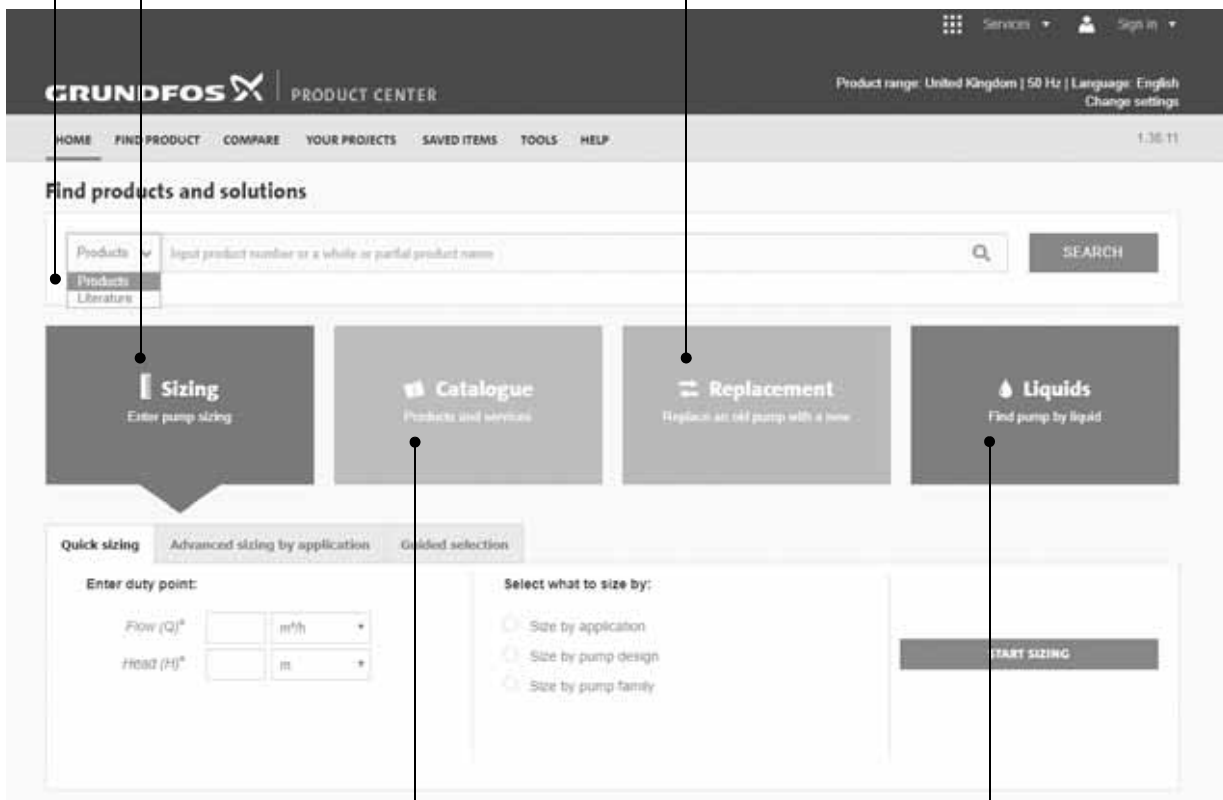 Services Sign in
GRUNDFOS PRODUCT CENTER
Product range: United Kingdom | 50 Hz | Language: English
Change settings
HOME FIND PRODUCT COMPARE YOUR PROJECTS SAVED ITEMS TOOLS HELP
1.36.11
Find products and solutions
Products Input product number or a whole or partial product name SEARCH
Products
Literature
Sizing
Enter pump sizing
Catalogue
Products and services
Replacement
Replace an old pump with a new
Liquids
Find pump by liquid
Quick sizing Advanced sizing by application Guided selection
Enter duty point:
Flow (Q)* m³/h
Head (H)* m
Select what to size by:
Size by application
Size by pump design
Size by pump family
START SIZING